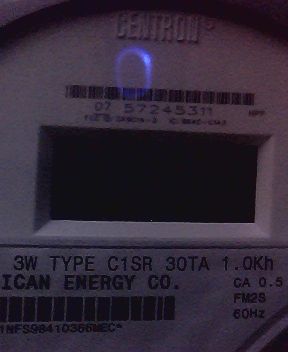 CENTRON
07 57245311
3W TYPE C1SR 30TA 1.0Kh
ICAN ENERGY CO.
CA 0.5
FM2S
60Hz